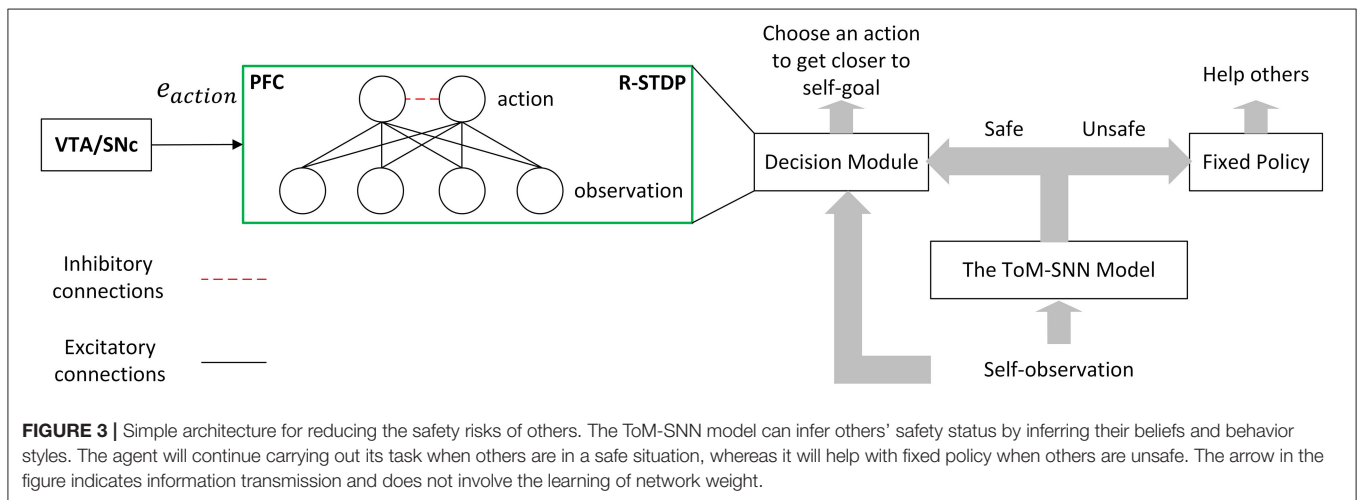 Choose an action
to get closer to
self-goal
Help others
e_action
PFC
R-STDP
action
VTA/SNc
observation
Safe
Unsafe
Decision Module
Fixed Policy
The ToM-SNN Model
Self-observation
Inhibitory
connections
Excitatory
connections
FIGURE 3 | Simple architecture for reducing the safety risks of others. The ToM-SNN model can infer others’ safety status by inferring their beliefs and behavior
styles. The agent will continue carrying out its task when others are in a safe situation, whereas it will help with fixed policy when others are unsafe. The arrow in the
figure indicates information transmission and does not involve the learning of network weight.